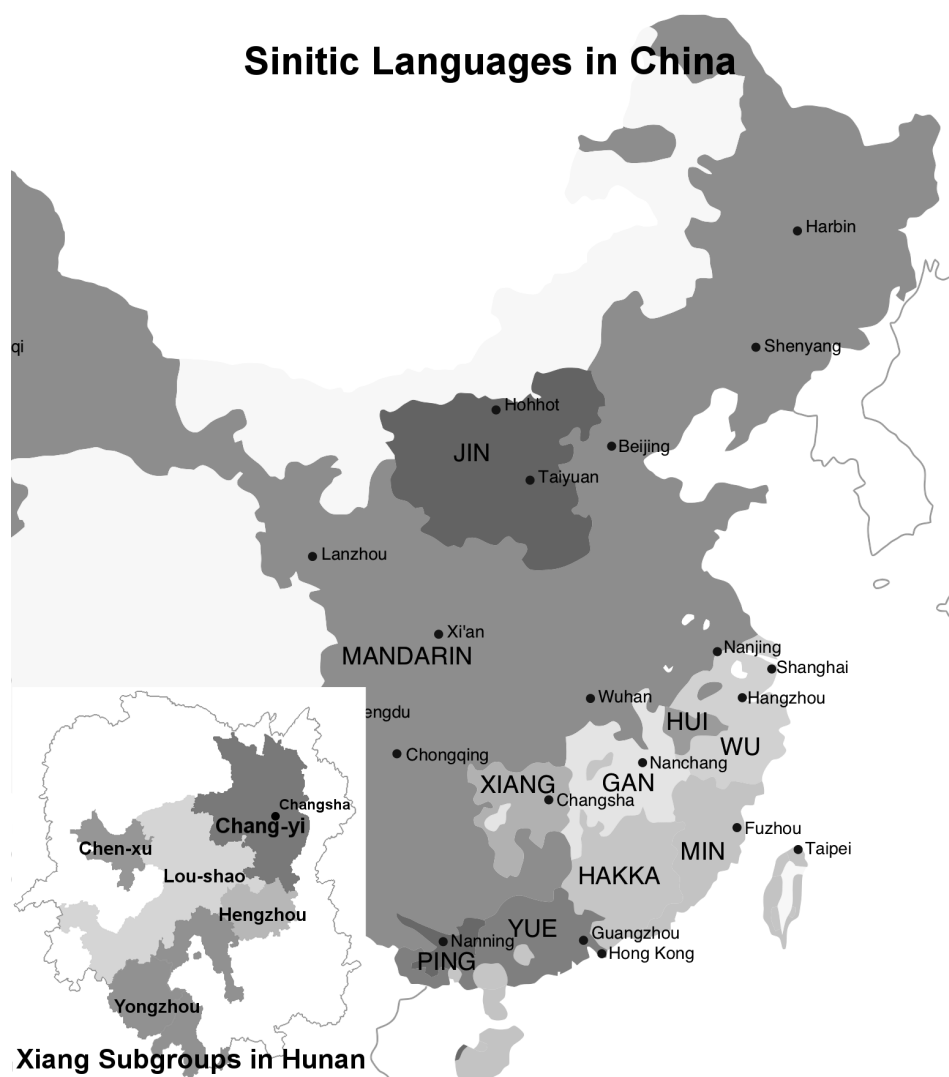 Sinitic Languages in China
Harbin
qi
Shenyang
Hohhot
Beijing
JIN
Taiyuan
Lanzhou
Xi'an
MANDARIN
Nanjing
Shanghai
Wuhan
Hangzhou
engdu
HUI
WU
Chongqing
Nanchang
XIANG
GAN
Changsha
Fuzhou
MIN
Taipei
HAKKA
YUE
Guangzhou
Nanning
Hong Kong
PING
Changsha
Chang-yi
Chen-xu
Lou-shao
Hengzhou
Yongzhou
Xiang Subgroups in Hunan